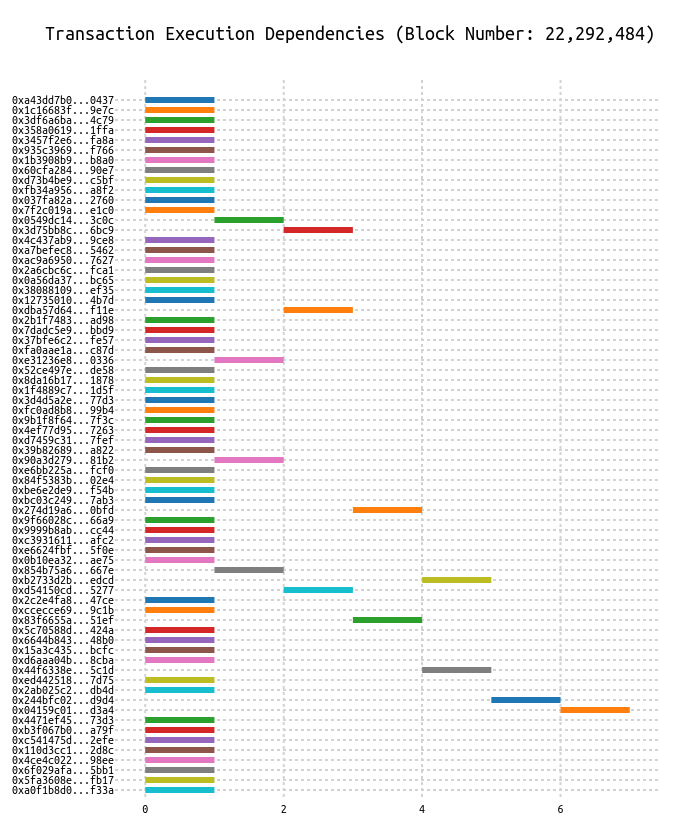 Transaction Execution Dependencies (Block Number: 22,292,484)
0xa43dd7b0...0437
0x1c16683f...9e7c
0x3df6a6ba...4c79
0x358a0619...1ffa
0x3457f2e6...fa8a
0x935c3969...f766
0x1b3908b9...b8a0
0x60cfa284...90e7
0xd73b4be9...c5bf
0xfb34a956...a8f2
0x037fa82a...2760
0x7f2c019a...e1c0
0x0549dc14...3c0c
0x3d75bb8c...6bc9
0x4c437ab9...9ce8
0xa7befec8...5462
0xac9a6950...7627
0x2a6cbc6c...fca1
0x0a56da37...bc65
0x38088109...ef35
0x12735010...4b7d
0xdba57d64...f11e
0x2b1f7483...ad98
0x7dadc5e9...bbd9
0x37bfe6c2...fe57
0xfa0aae1a...c87d
0xe31236e8...0336
0x52ce497e...de58
0x8da16b17...1878
0x1f4889c7...1d5f
0x3d4d5a2e...77d3
0xfc0ad8b8...99b4
0x9b1f8f64...7f3c
0x4ef77d95...7263
0xd7459c31...7fef
0x39b82689...a822
0x90a3d279...81b2
0xe6bb225a...fcf0
0x84f5383b...02e4
0xbe6e2de9...f54b
0xbc03c249...7ab3
0x274d19a6...0bfd
0x9f66028c...66a9
0x9999b8ab...cc44
0xc3931611...afc2
0xe6624fbf...5f0e
0x0b10ea32...ae75
0x854b75a6...667e
0xb2733d2b...edcd
0xd54150cd...5277
0x2c2e4fa8...47ce
0xccecce69...9c1b
0x83f6655a...51ef
0x5c70588d...424a
0x6644b843...48b0
0x15a3c435...bcfc
0xd6aaa04b...8cba
0x44f6338e...5c1d
0xed442518...7d75
0x2ab025c2...db4d
0x244bfc02...d9d4
0x04159c01...d3a4
0x4471ef45...73d3
0xb3f067b0...a79f
0xc541475d...2efe
0x110d3cc1...2d8c
0x4ce4c022...98ee
0x6f029afa...5bb1
0x5fa3608e...fb17
0xa0f1b8d0...f33a
0 2 4 6